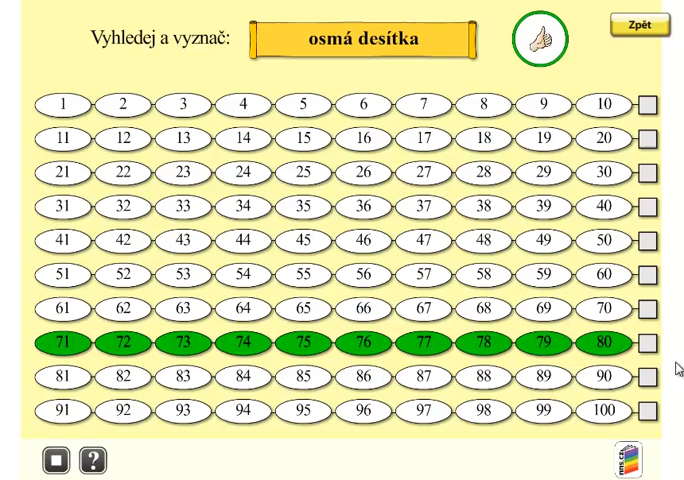 Vyhledej a vyznač: osmá desítka Zpět
1 2 3 4 5 6 7 8 9 10
11 12 13 14 15 16 17 18 19 20
21 22 23 24 25 26 27 28 29 30
31 32 33 34 35 36 37 38 39 40
41 42 43 44 45 46 47 48 49 50
51 52 53 54 55 56 57 58 59 60
61 62 63 64 65 66 67 68 69 70
71 72 73 74 75 76 77 78 79 80
81 82 83 84 85 86 87 88 89 90
91 92 93 94 95 96 97 98 99 100
? nns.cz